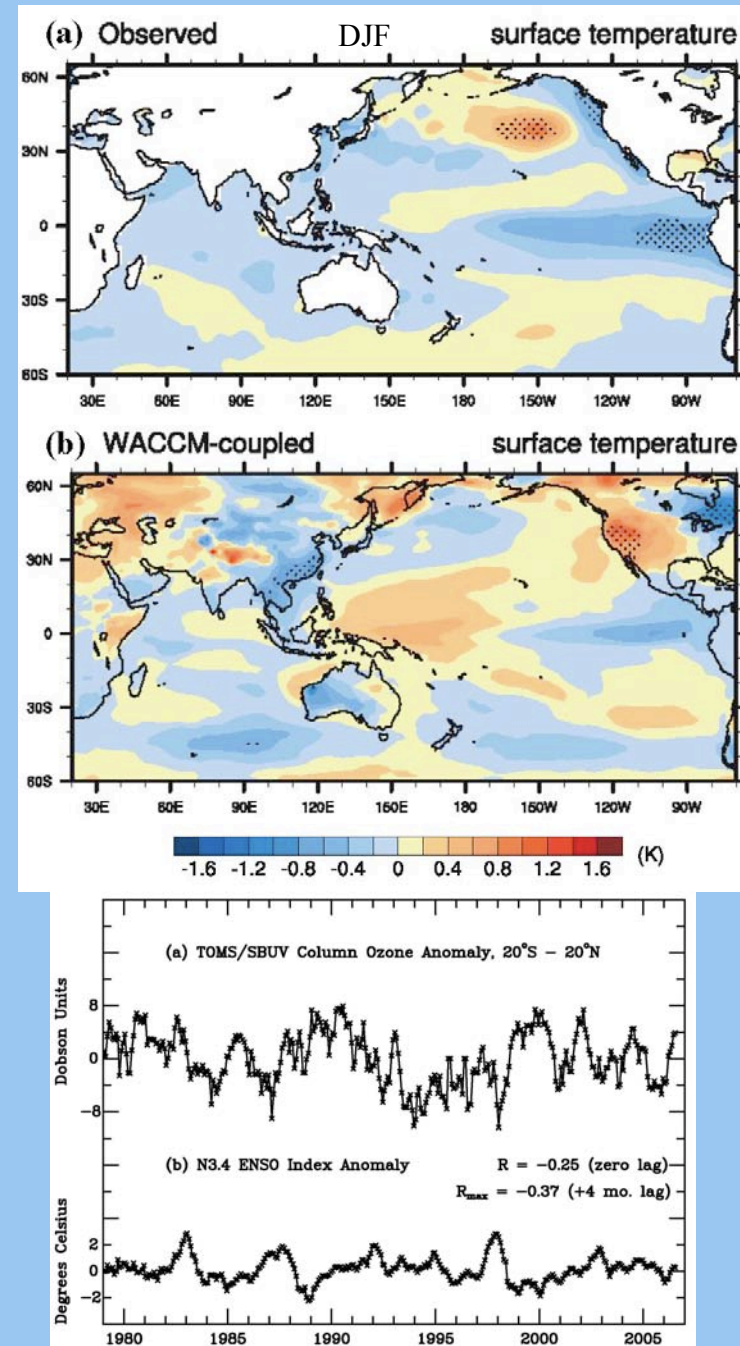 (a) Observed DJF surface temperature
60N
30N
0
30S
60S
30E 60E 90E 120E 150E 180 150W 120W 90W
(b) WACCM-coupled surface temperature
60N
30N
0
30S
60S
30E 60E 90E 120E 150E 180 150W 120W 90W
-1.6 -1.2 -0.8 -0.4 0 0.4 0.8 1.2 1.6 (K)
(a) TOMS/SBUV Column Ozone Anomaly, 20°S – 20°N
Dobson Units
8
0
-8
(b) N3.4 ENSO Index Anomaly R = -0.25 (zero lag)
Rmax = -0.37 (+4 mo. lag)
Degrees Celsius
2
0
-2
1980 1985 1990 1995 2000 2005